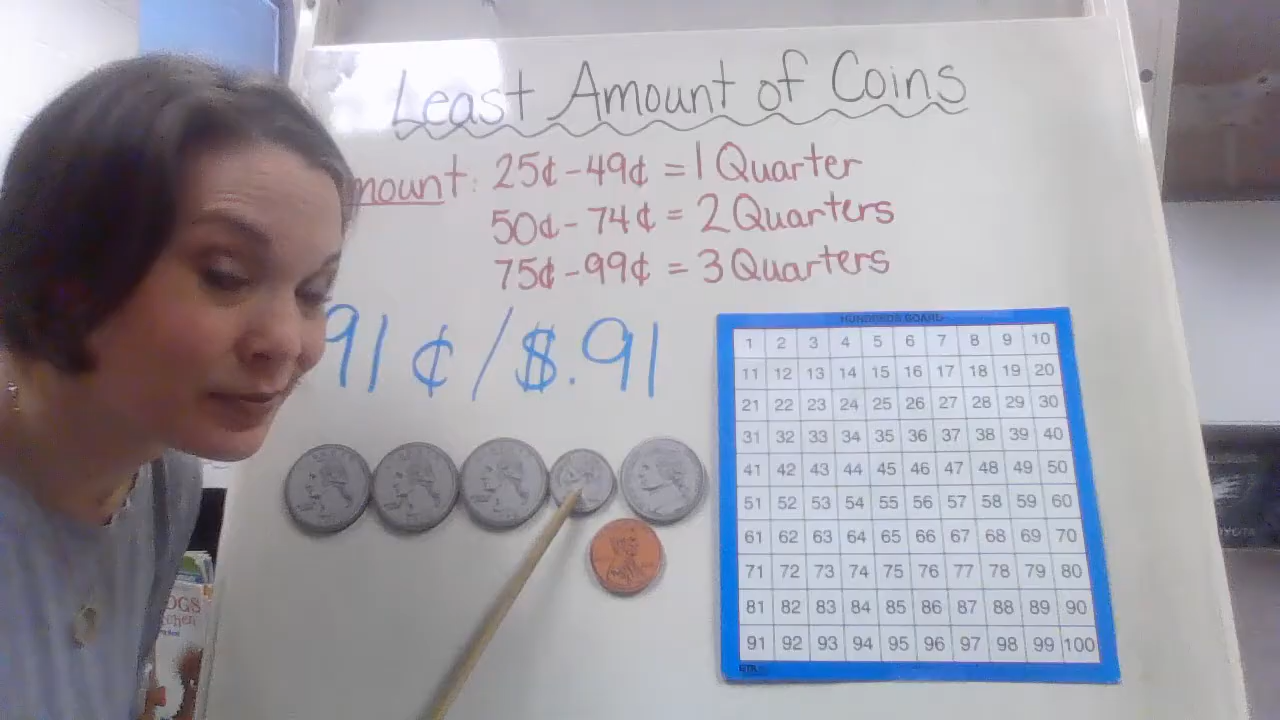 Least Amount of Coins
mount: 25¢-49¢ = 1 Quarter
50¢- 74¢ = 2 Quarters
75¢-99¢ = 3 Quarters
91 ¢ / $.91
HUNDREDS BOARD
1 2 3 4 5 6 7 8 9 10
11 12 13 14 15 16 17 18 19 20
21 22 23 24 25 26 27 28 29 30
31 32 33 34 35 36 37 38 39 40
41 42 43 44 45 46 47 48 49 50
51 52 53 54 55 56 57 58 59 60
61 62 63 64 65 66 67 68 69 70
71 72 73 74 75 76 77 78 79 80
81 82 83 84 85 86 87 88 89 90
91 92 93 94 95 96 97 98 99 100
ETA
OGS
tchen
TOYOTA